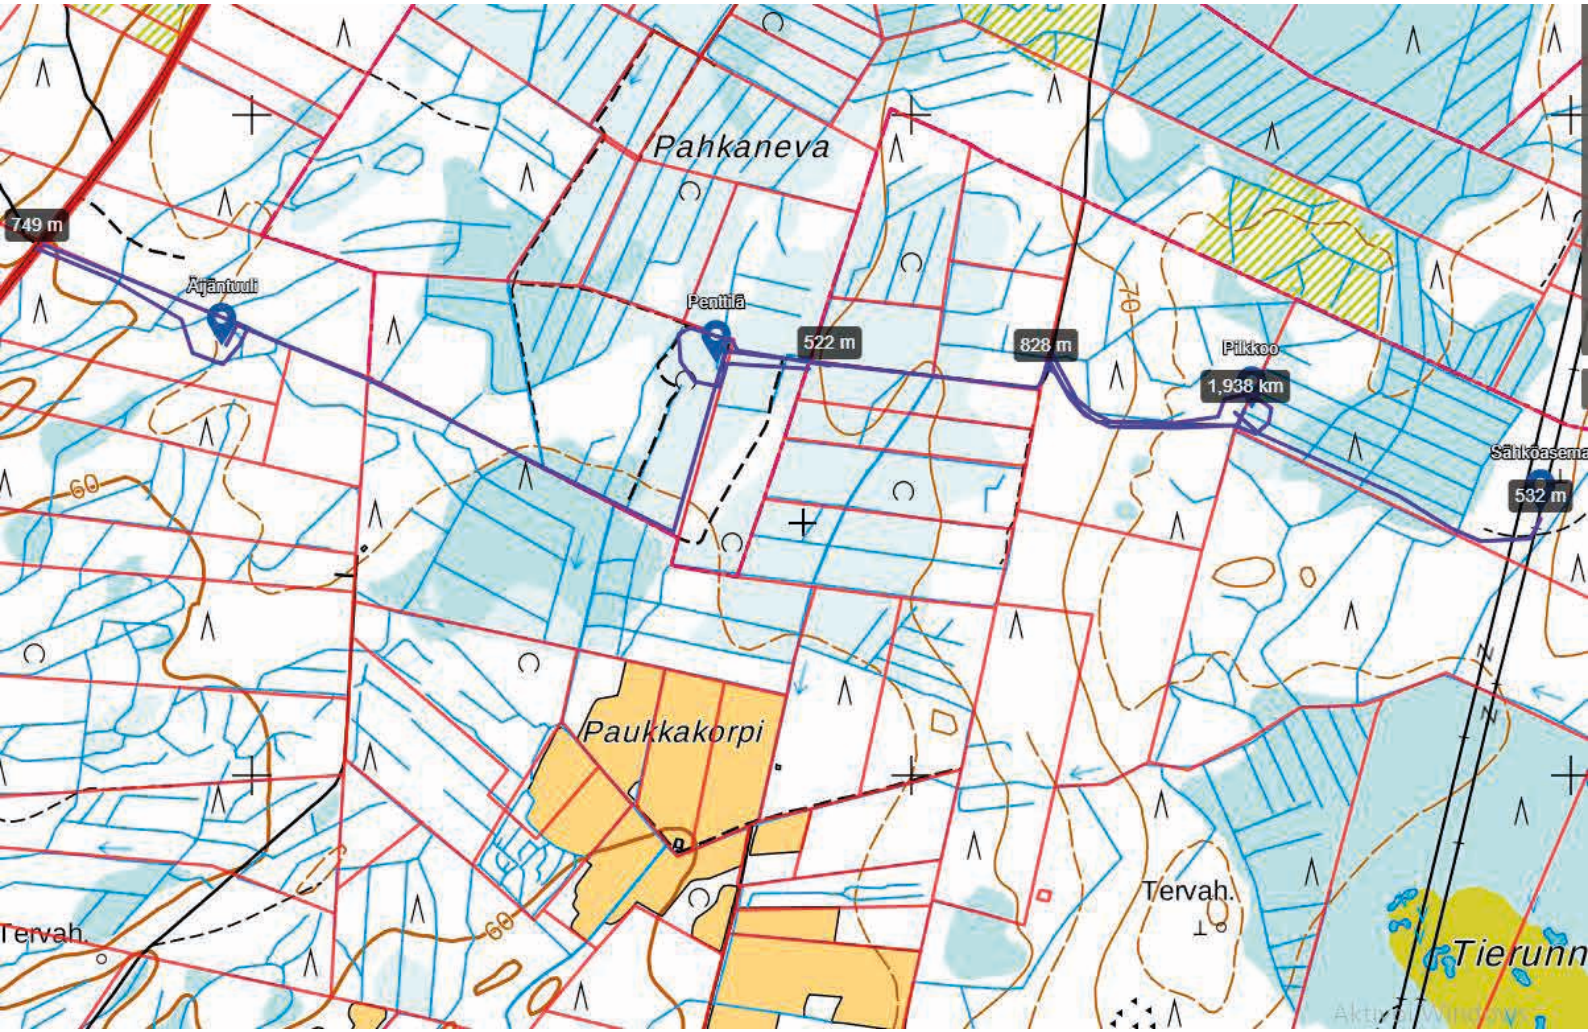 Pahkaneva
749 m
Äijäntuuli
Penttilä
70
522 m
828 m
Pilkkoo
1,938 km
Sähköasema
532 m
60
N
N
Paukkakorpi
Tervah.
60
Tervah.
Tierunn